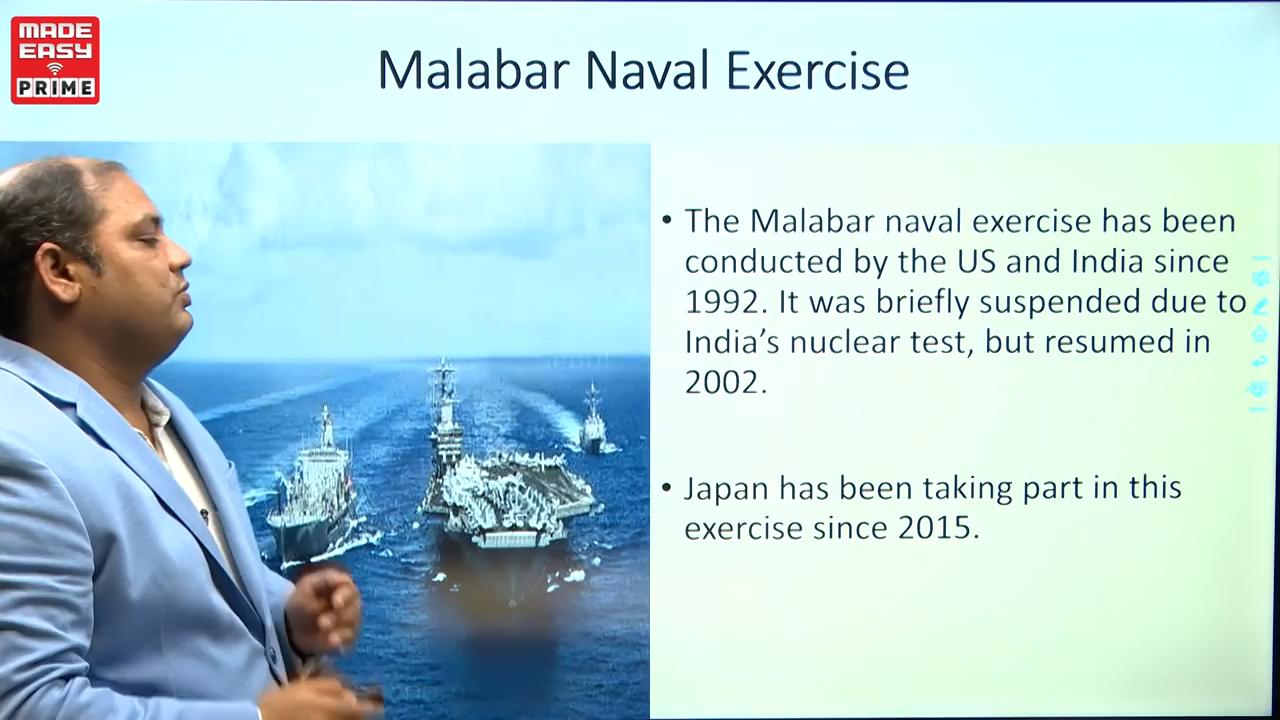 MADE
EASY
PRIME
Malabar Naval Exercise
• The Malabar naval exercise has been
conducted by the US and India since
1992. It was briefly suspended due to
India’s nuclear test, but resumed in
2002.
• Japan has been taking part in this
exercise since 2015.